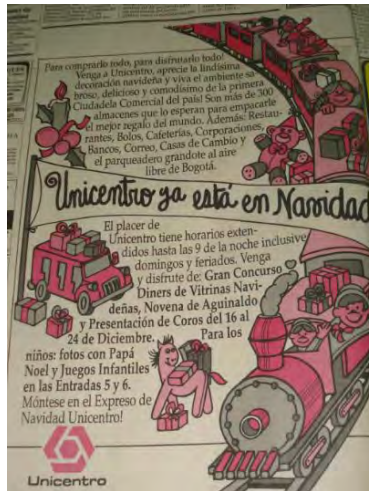 Para comprarlo todo, para disfrutarlo todo!
Venga a Unicentro, aprecie la lindísima
decoración navideña y viva el ambiente sa-
broso, delicioso y comodísimo de la primera
Ciudadela Comercial del país! Son más de 300
almacenes que lo esperan para empacarle
el mejor regalo del mundo. Además: Restau-
rantes, Bolos, Cafeterías, Corporaciones,
Bancos, Correo, Casas de Cambio y
el parqueadero grandote al aire
libre de Bogotá.
Unicentro ya está en Navidad
El placer de
Unicentro tiene horarios exten-
didos hasta las 9 de la noche inclusive
domingos y feriados. Venga
y disfrute de: Gran Concurso
Diners de Vitrinas Navi-
deñas, Novena de Aguinaldo
y Presentación de Coros del 16 al
24 de Diciembre. Para los
niños: fotos con Papá
Noel y Juegos Infantiles
en las Entradas 5 y 6.
Móntese en el Expreso de
Navidad Unicentro!
Unicentro